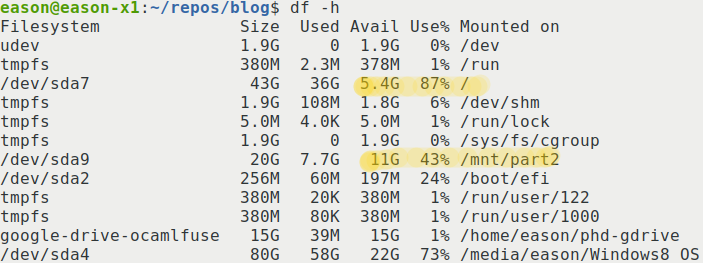 eason@eason-x1:~/repos/blog$ df -h
Filesystem Size Used Avail Use% Mounted on
udev 1.9G 0 1.9G 0% /dev
tmpfs 380M 2.3M 378M 1% /run
/dev/sda7 43G 36G 5.4G 87% /
tmpfs 1.9G 108M 1.8G 6% /dev/shm
tmpfs 5.0M 4.0K 5.0M 1% /run/lock
tmpfs 1.9G 0 1.9G 0% /sys/fs/cgroup
/dev/sda9 20G 7.7G 11G 43% /mnt/part2
/dev/sda2 256M 60M 197M 24% /boot/efi
tmpfs 380M 20K 380M 1% /run/user/122
tmpfs 380M 80K 380M 1% /run/user/1000
google-drive-ocamlfuse 15G 39M 15G 1% /home/eason/phd-gdrive
/dev/sda4 80G 58G 22G 73% /media/eason/Windows8_OS